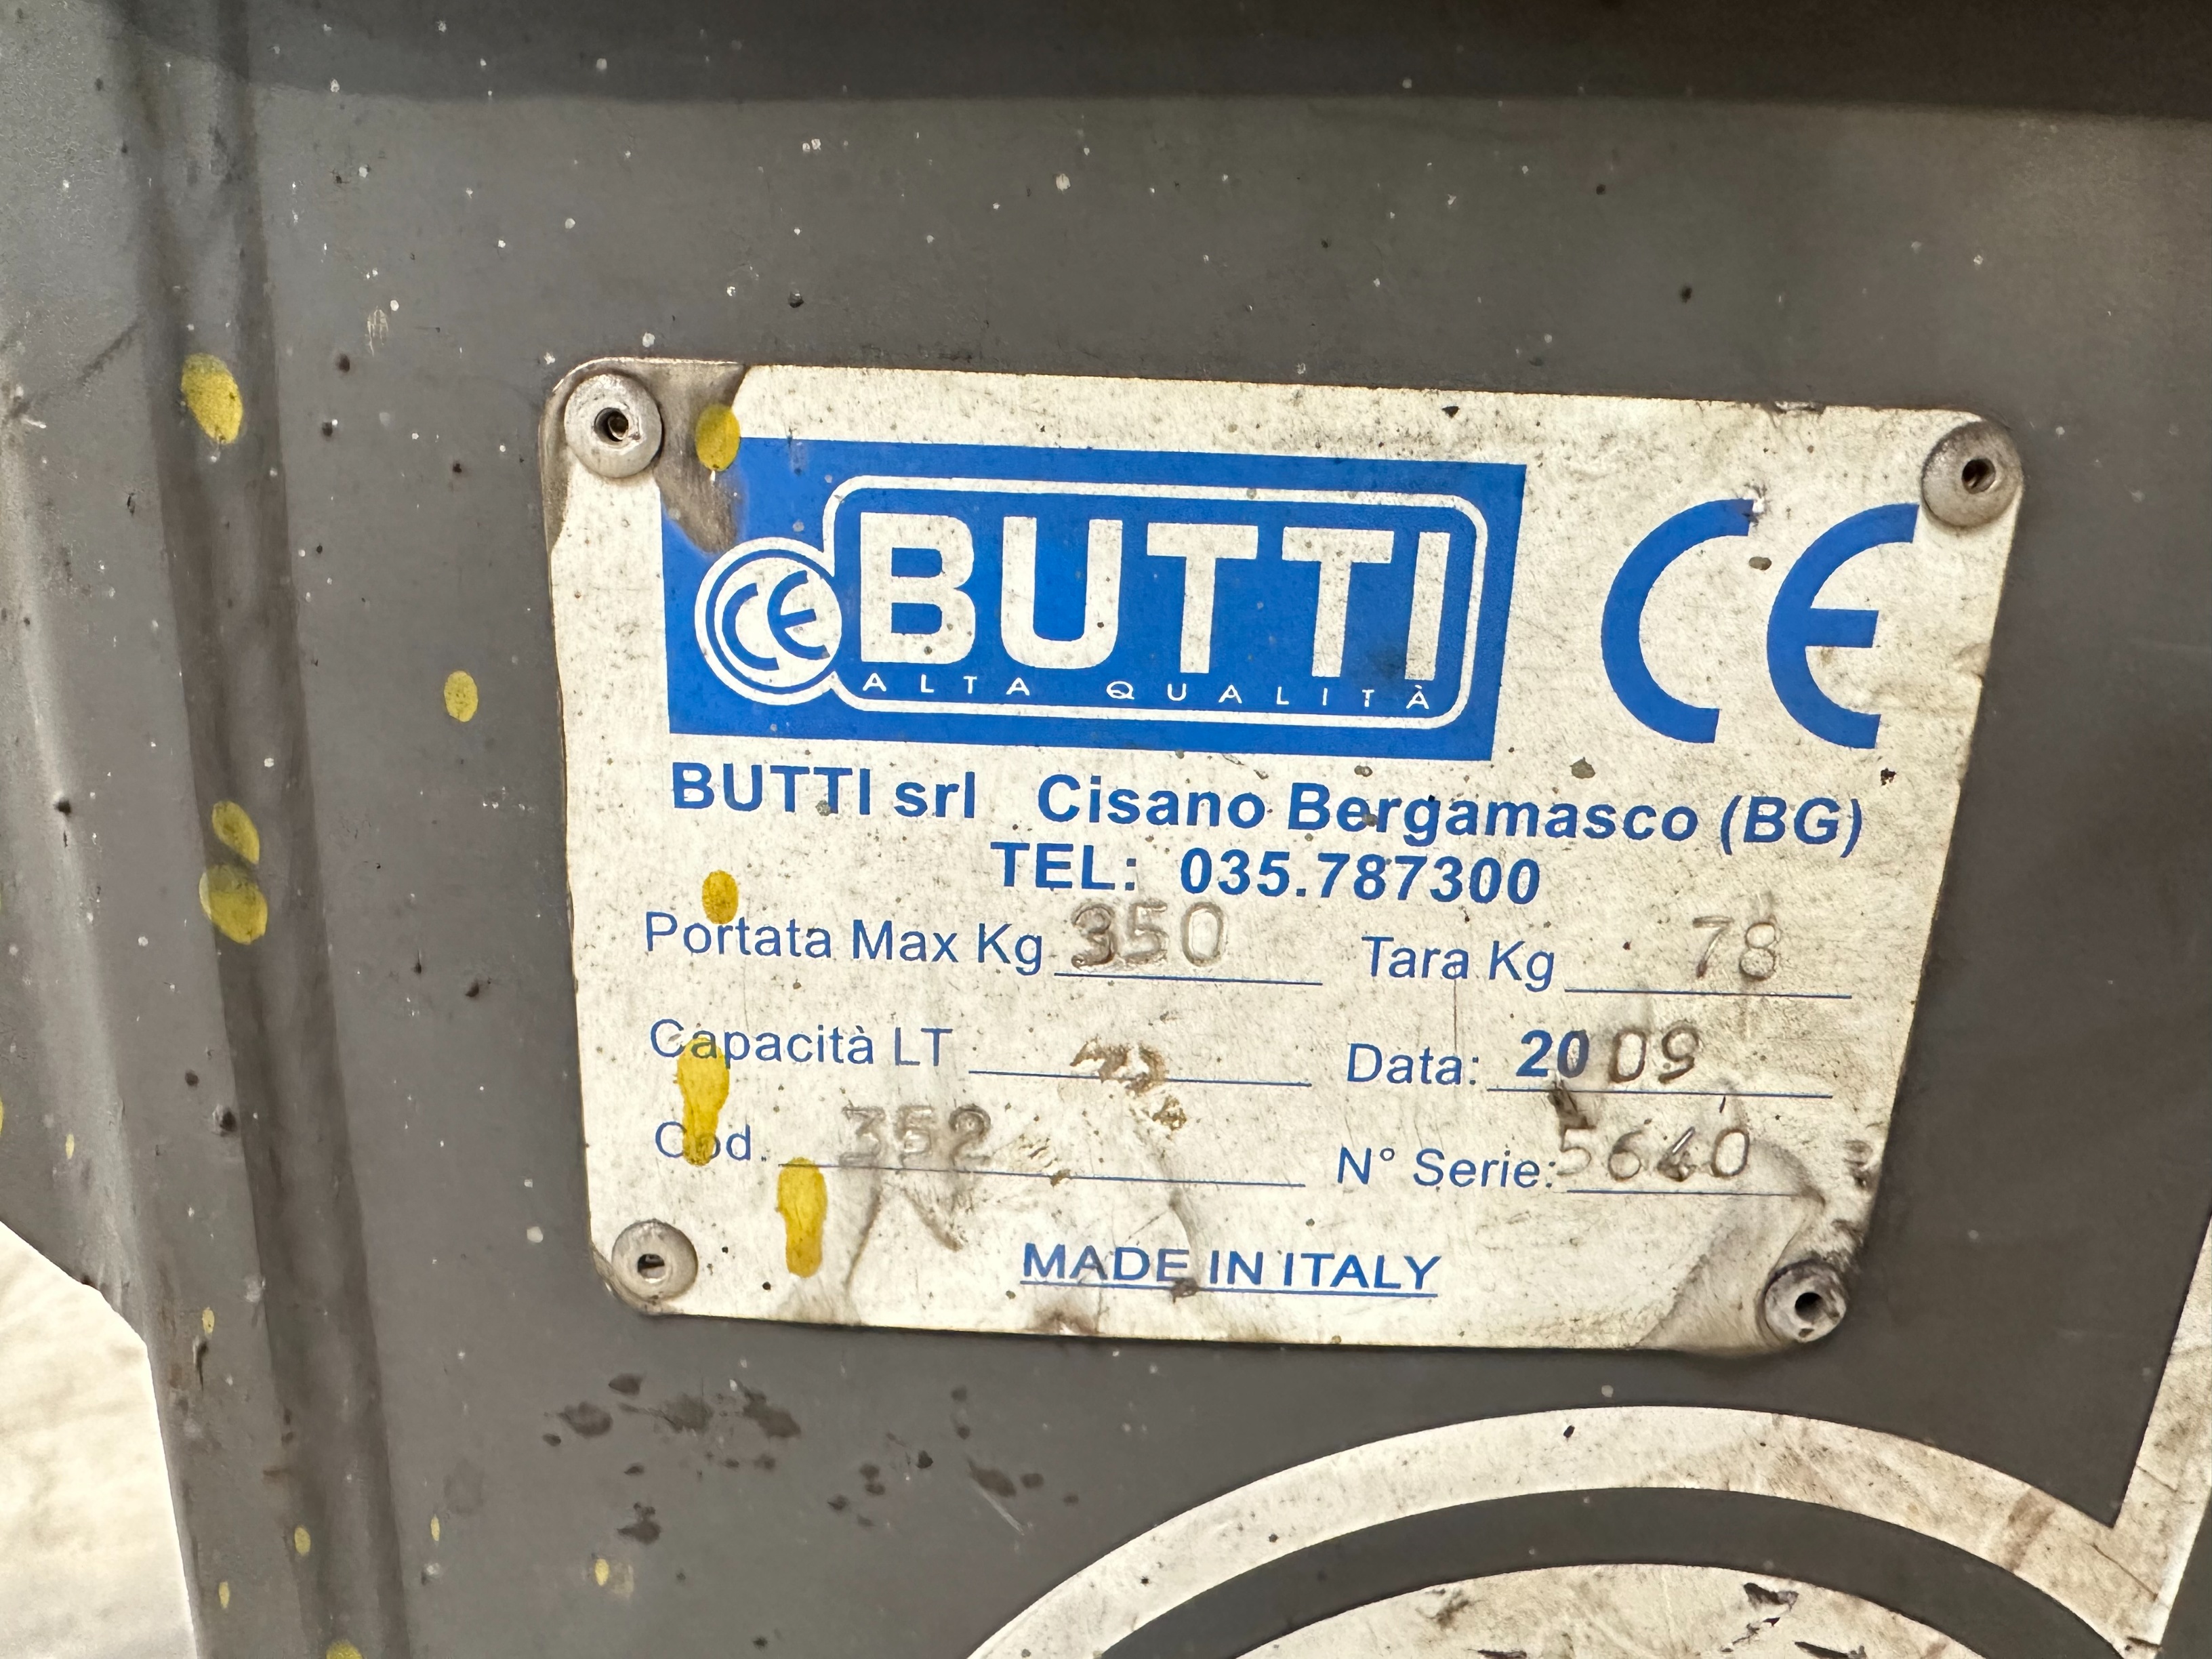 CE BUTTI CE
ALTA QUALITÀ
BUTTI srl Cisano Bergamasco (BG)
TEL: 035.787300
Portata Max Kg 350 Tara Kg 78
Capacità LT Data: 2009
Cod. 352 N° Serie: 5640
MADE IN ITALY